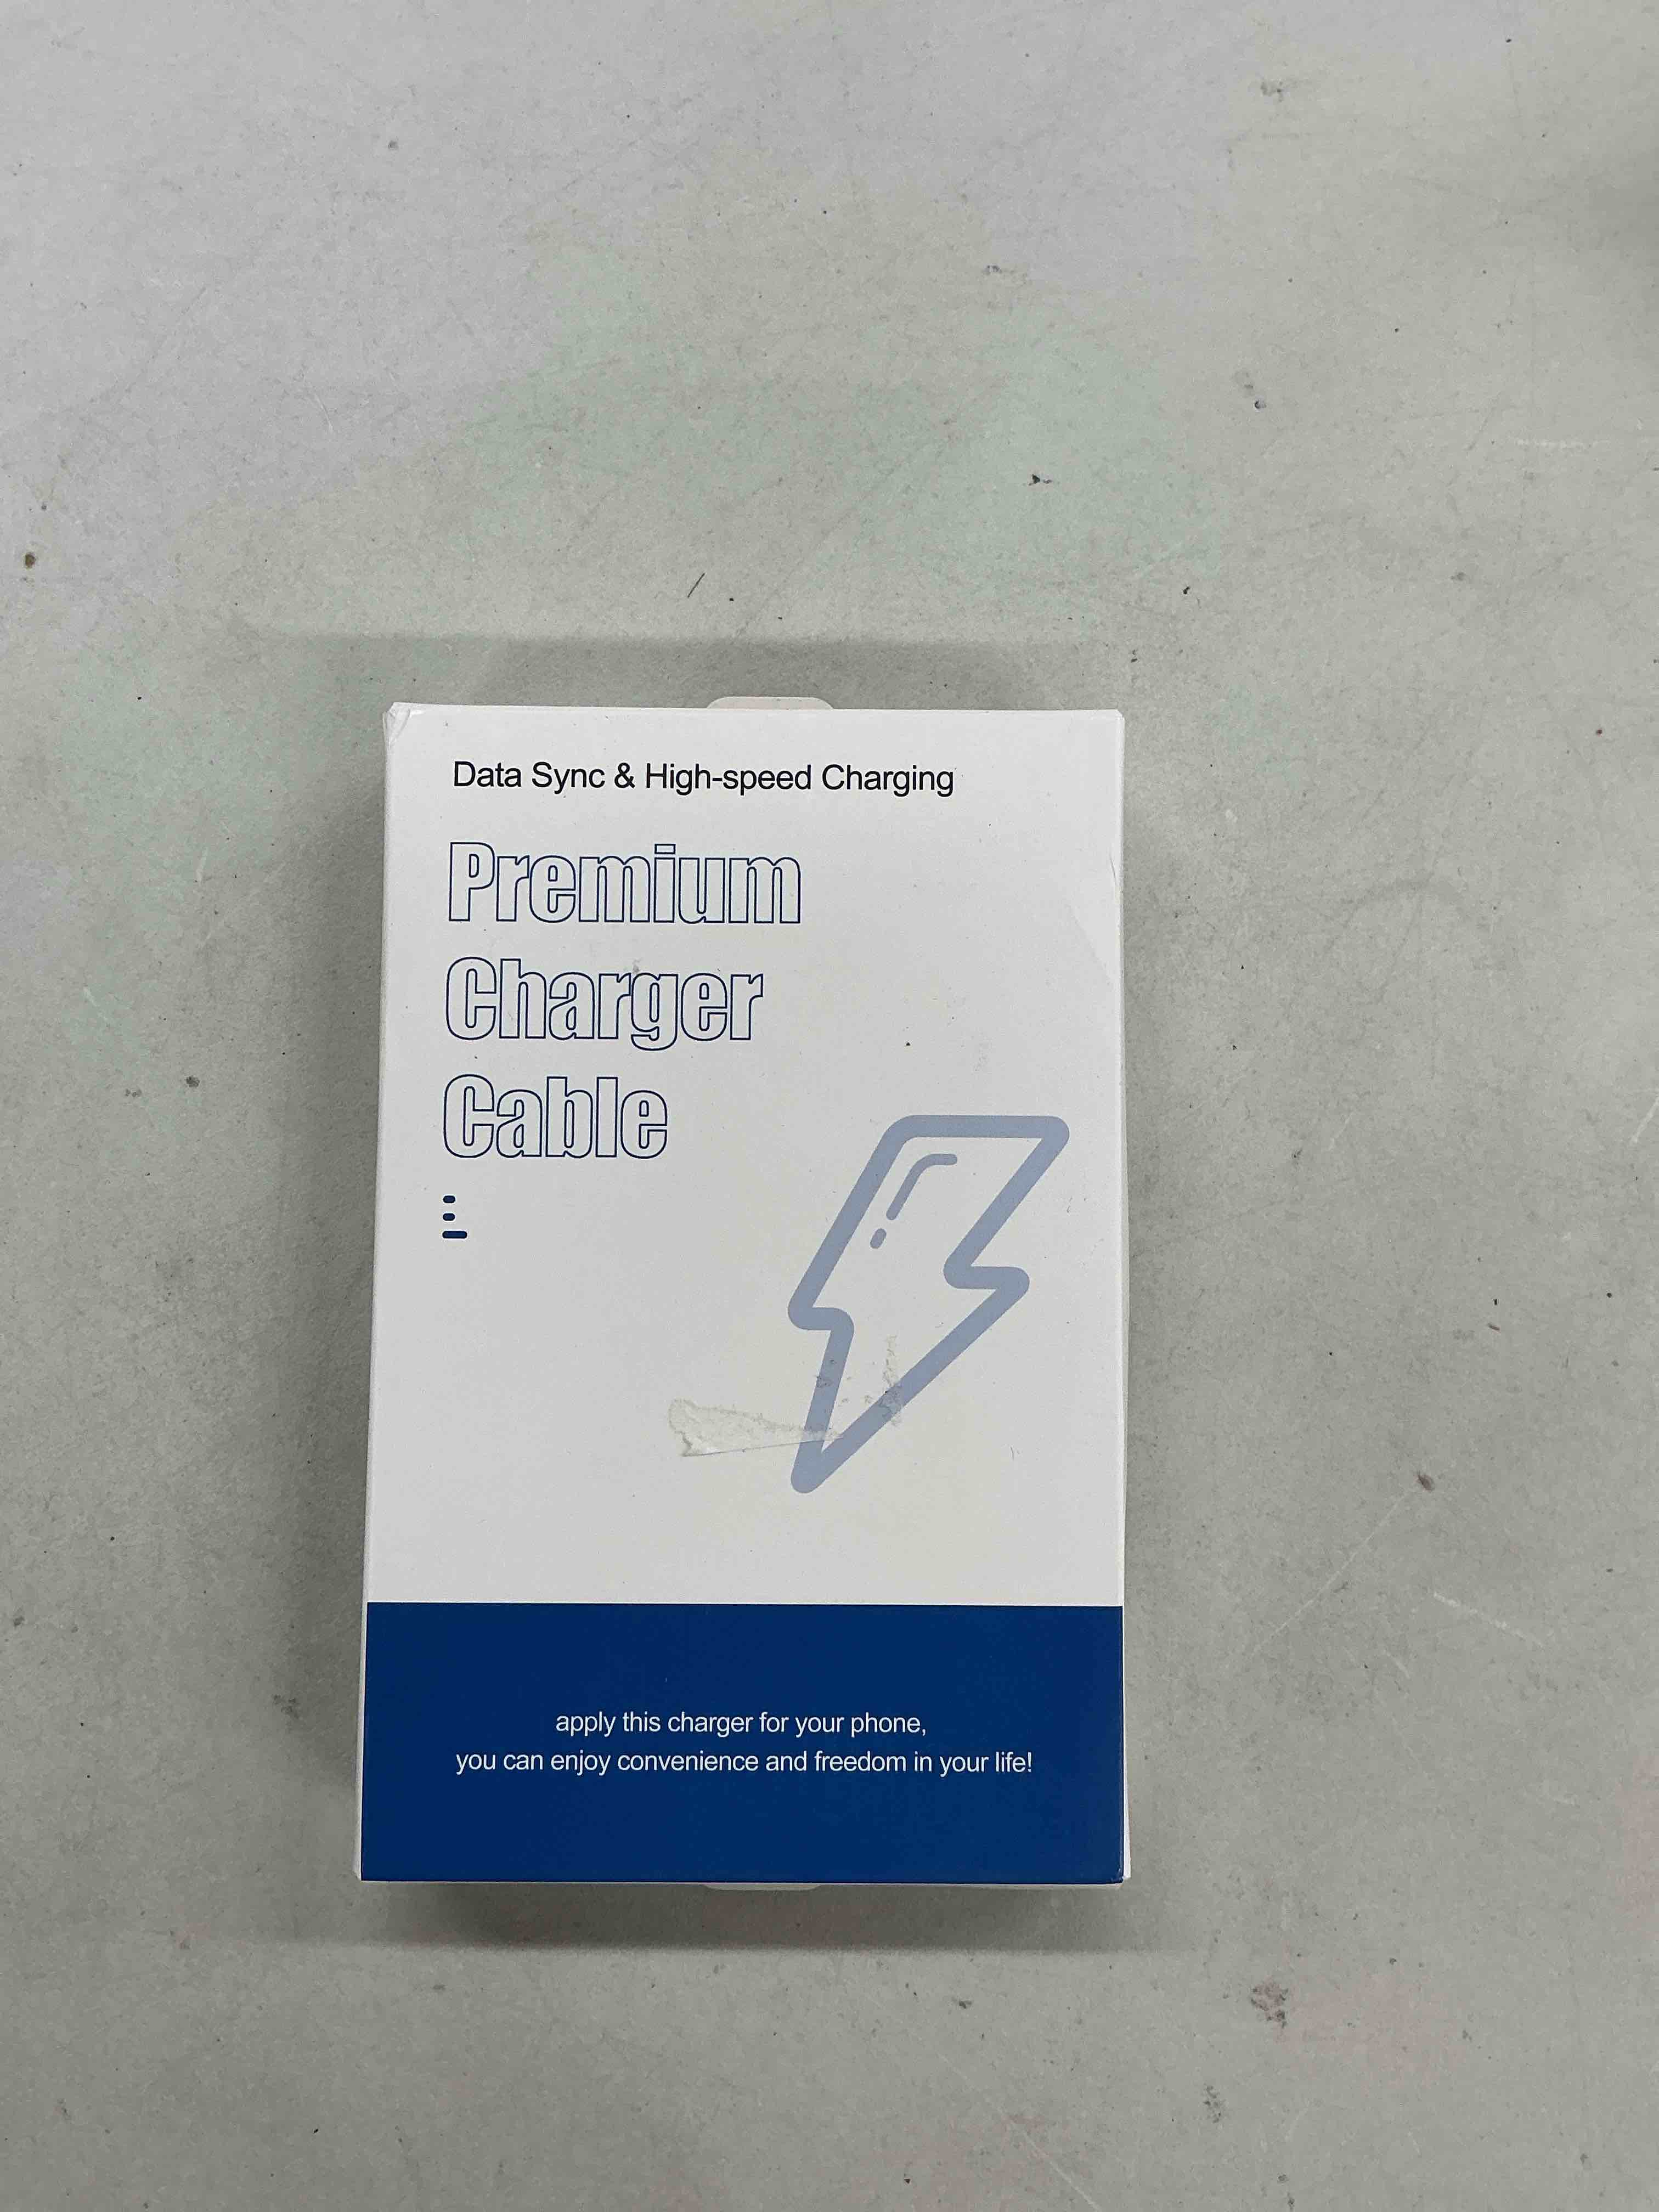 Data Sync & High-speed Charging
Premium
Charger
Cable
apply this charger for your phone,
you can enjoy convenience and freedom in your life!